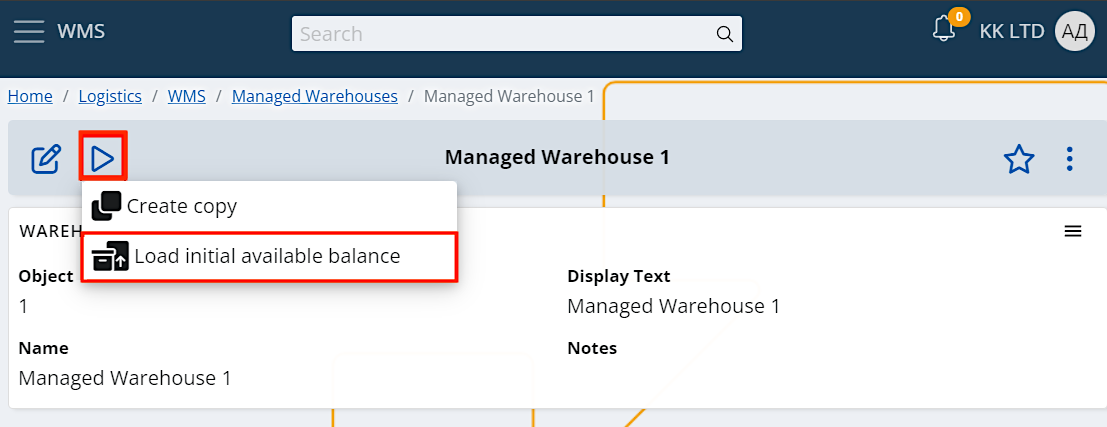 WMS
Search
0
KK LTD
АД
Home / Logistics / WMS / Managed Warehouses / Managed Warehouse 1
Managed Warehouse 1
Create copy
WAREH
Load initial available balance
Object
Display Text
1
Managed Warehouse 1
Name
Notes
Managed Warehouse 1